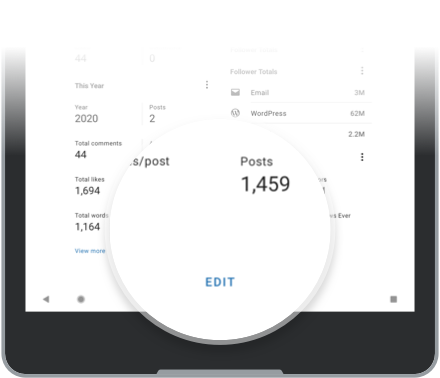 44
0
Follower Totals
This Year
Email
3M
Year
Posts
2020
2
WordPress
62M
2.2M
Total comments
44
s/post
Posts
1,459
Total likes
1,694
Total words
1,164
s Ever
View more
EDIT